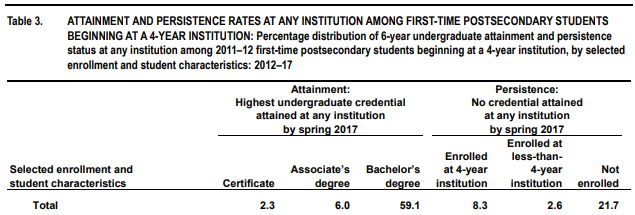 Table 3. ATTAINMENT AND PERSISTENCE RATES AT ANY INSTITUTION AMONG FIRST-TIME POSTSECONDARY STUDENTS
BEGINNING AT A 4-YEAR INSTITUTION: Percentage distribution of 6-year undergraduate attainment and persistence
status at any institution among 2011–12 first-time postsecondary students beginning at a 4-year institution, by selected
enrollment and student characteristics: 2012–17
Attainment:
Highest undergraduate credential
attained at any institution
by spring 2017
Persistence:
No credential attained
at any institution
by spring 2017
Selected enrollment and
student characteristics
Certificate
Associate's
degree
Bachelor's
degree
Enrolled
at 4-year
institution
Enrolled at
less-than-
4-year
institution
Not
enrolled
Total 2.3 6.0 59.1 8.3 2.6 21.7